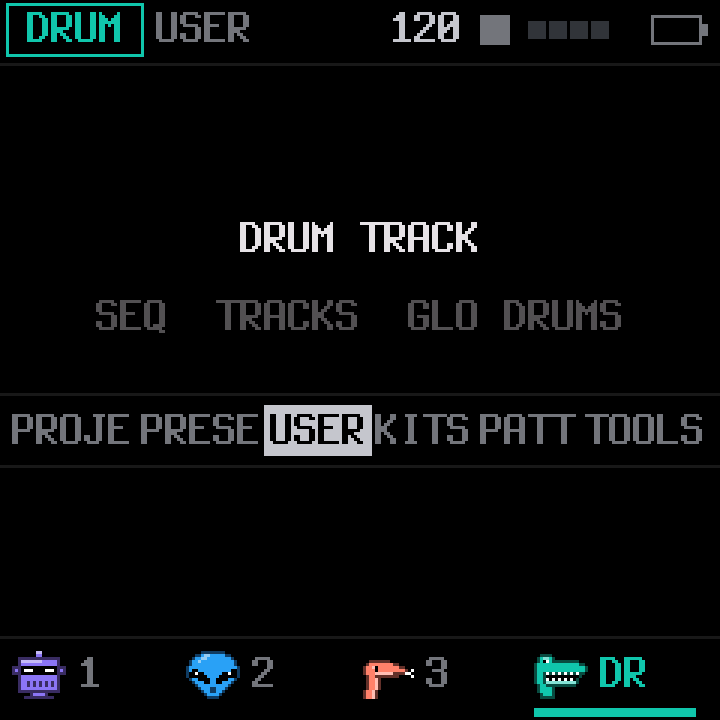 DRUM USER 120
DRUM TRACK
SEQ TRACKS GLO DRUMS
PROJE PRESE USER KITS PATT TOOLS
1 2 3 DR